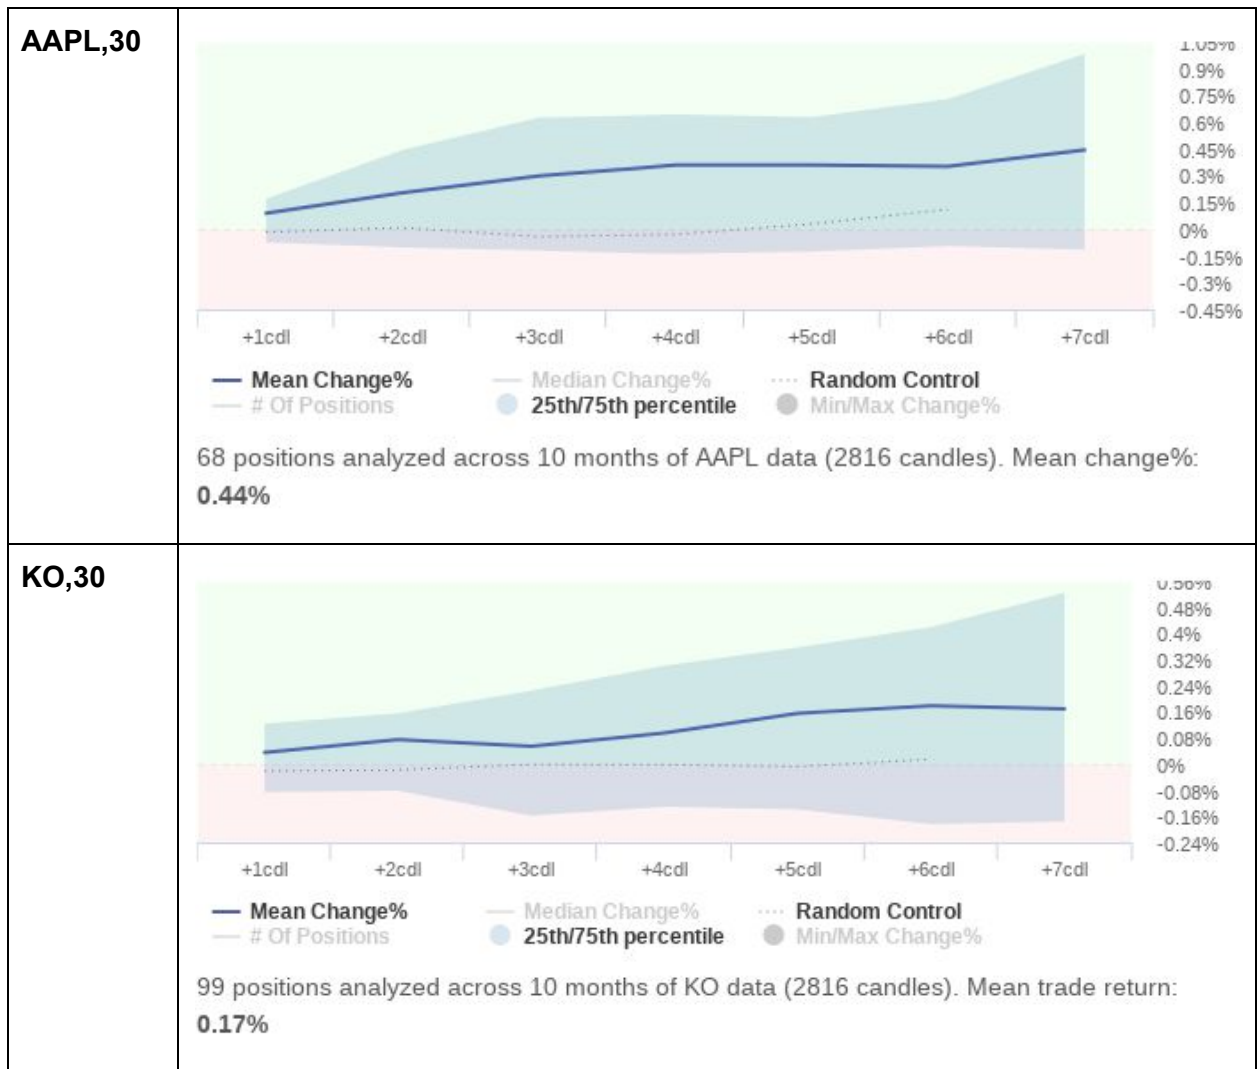 AAPL,30
1.05%
0.9%
0.75%
0.6%
0.45%
0.3%
0.15%
0%
-0.15%
-0.3%
-0.45%
+1cdl +2cdl +3cdl +4cdl +5cdl +6cdl +7cdl
Mean Change% Median Change% Random Control
# Of Positions 25th/75th percentile Min/Max Change%
68 positions analyzed across 10 months of AAPL data (2816 candles). Mean change%:
0.44%
KO,30
0.56%
0.48%
0.4%
0.32%
0.24%
0.16%
0.08%
0%
-0.08%
-0.16%
-0.24%
+1cdl +2cdl +3cdl +4cdl +5cdl +6cdl +7cdl
Mean Change% Median Change% Random Control
# Of Positions 25th/75th percentile Min/Max Change%
99 positions analyzed across 10 months of KO data (2816 candles). Mean trade return:
0.17%